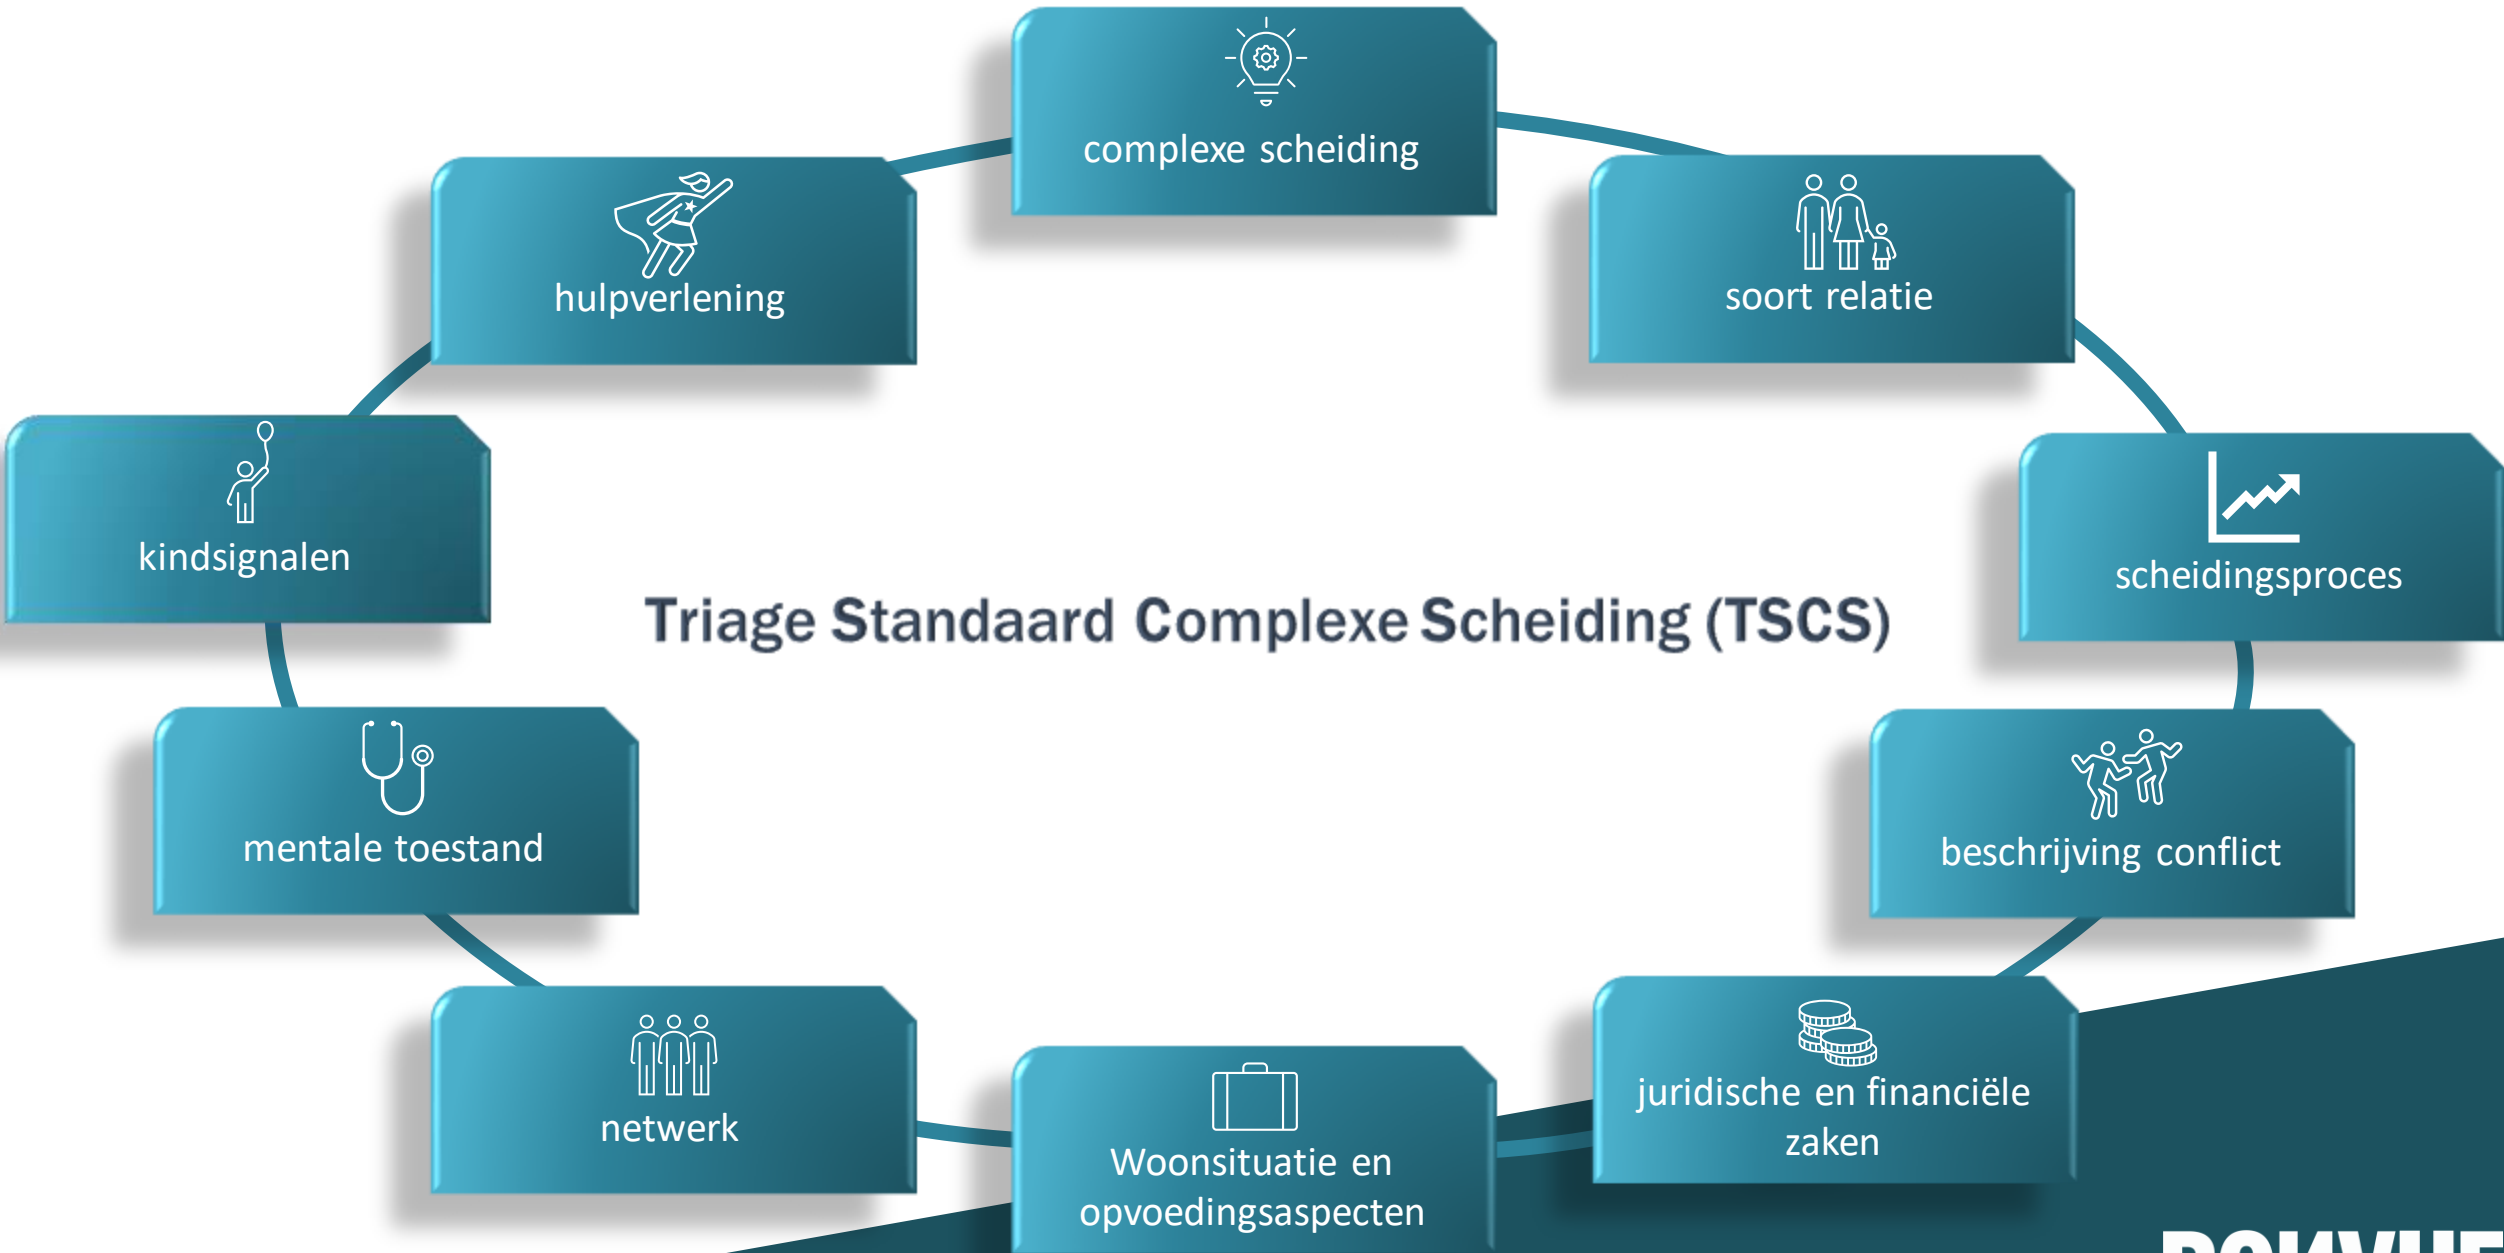 complexe scheiding
hulpverlening
soort relatie
kindsignalen
scheidingsproces
Triage Standaard Complexe Scheiding (TSCS)
mentale toestand
beschrijving conflict
netwerk
juridische en financiële
zaken
Woonsituatie en
opvoedingsaspecten